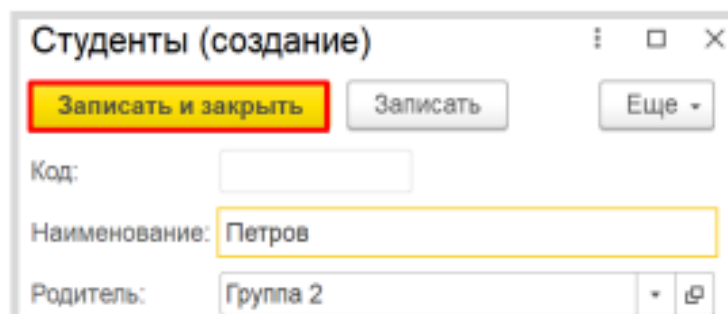 Студенты (создание)
Записать и закрыть Записать Еще
Код:
Наименование: Петров
Родитель: Группа 2